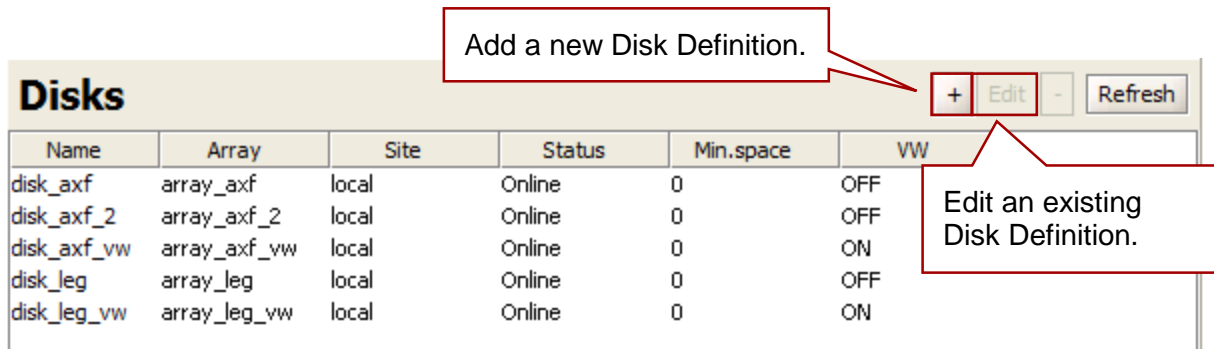 Add a new Disk Definition.
Disks + Edit - Refresh
Name Array Site Status Min.space VW
disk_axf array_axf local Online 0 OFF
disk_axf_2 array_axf_2 local Online 0 OFF
disk_axf_vw array_axf_vw local Online 0 ON
disk_leg array_leg local Online 0 OFF
disk_leg_vw array_leg_vw local Online 0 ON
Edit an existing
Disk Definition.